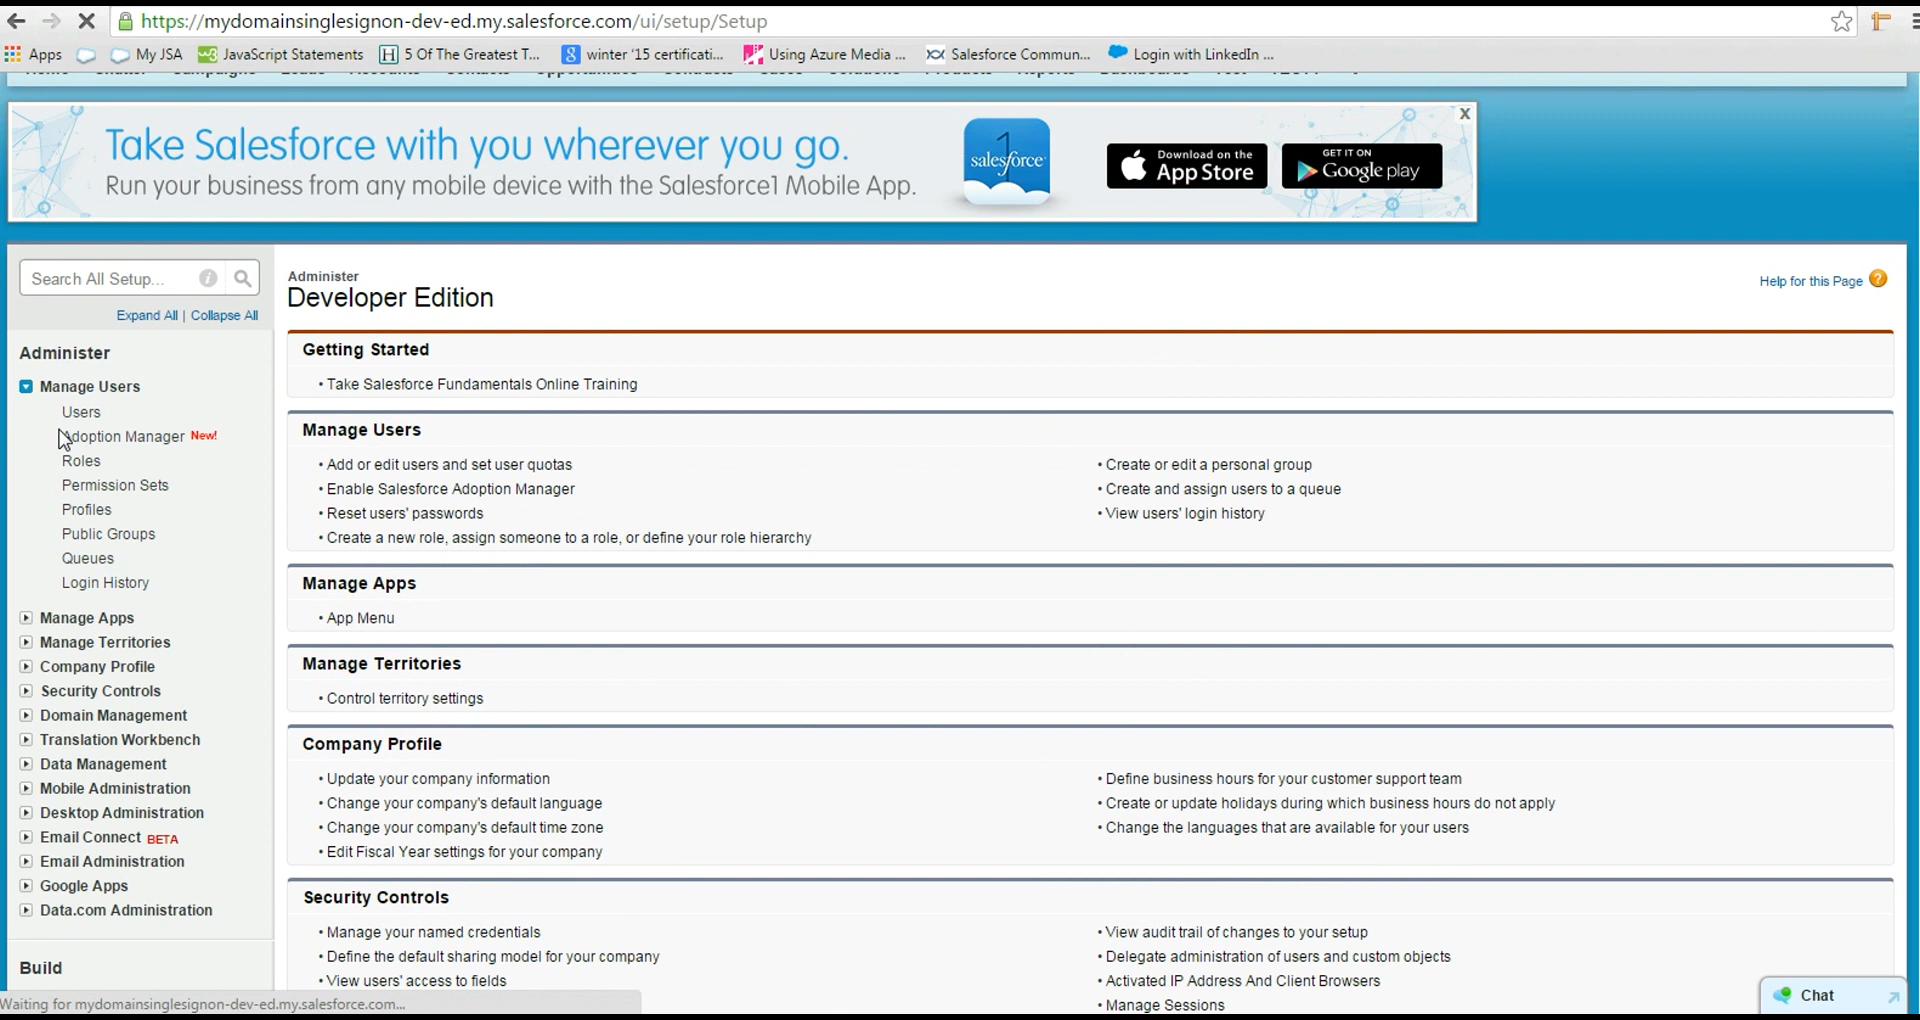 https://mydomainsinglesignon-dev-ed.my.salesforce.com/ui/setup/Setup
Apps My JSA JavaScript Statements 5 Of The Greatest T... winter '15 certificati... Using Azure Media ... Salesforce Commun... Login with LinkedIn ...
Take Salesforce with you wherever you go.
Run your business from any mobile device with the Salesforce1 Mobile App.
1
salesforce
Download on the
App Store
GET IT ON
Google play
X
Search All Setup...
Expand All | Collapse All
Administer
Manage Users
Users
Adoption Manager New!
Roles
Permission Sets
Profiles
Public Groups
Queues
Login History
Manage Apps
Manage Territories
Company Profile
Security Controls
Domain Management
Translation Workbench
Data Management
Mobile Administration
Desktop Administration
Email Connect BETA
Email Administration
Google Apps
Data.com Administration
Build
Administer
Developer Edition
Help for this Page ?
Getting Started
• Take Salesforce Fundamentals Online Training
Manage Users
• Add or edit users and set user quotas
• Enable Salesforce Adoption Manager
• Reset users' passwords
• Create a new role, assign someone to a role, or define your role hierarchy
• Create or edit a personal group
• Create and assign users to a queue
• View users' login history
Manage Apps
• App Menu
Manage Territories
• Control territory settings
Company Profile
• Update your company information
• Change your company's default language
• Change your company's default time zone
• Edit Fiscal Year settings for your company
• Define business hours for your customer support team
• Create or update holidays during which business hours do not apply
• Change the languages that are available for your users
Security Controls
• Manage your named credentials
• Define the default sharing model for your company
• View users' access to fields
• View audit trail of changes to your setup
• Delegate administration of users and custom objects
• Activated IP Address And Client Browsers
• Manage Sessions
Waiting for mydomainsinglesignon-dev-ed.my.salesforce.com...
Chat